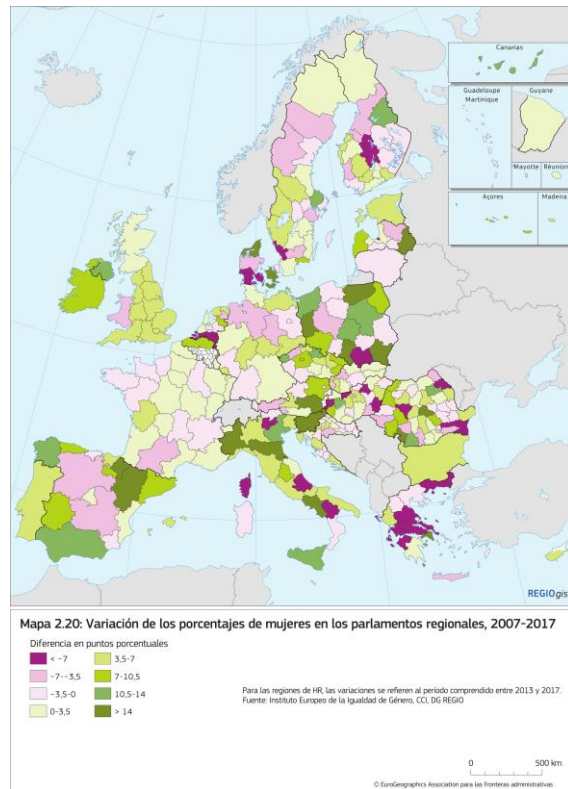 Canarias
Guadeloupe
Martinique
Guyane
Mayotte
Réunion
Açores
Madeira
REGIOgis
Mapa 2.20: Variación de los porcentajes de mujeres en los parlamentos regionales, 2007-2017
Diferencia en puntos porcentuales
< -7
-7--3,5
-3,5-0
0-3,5
3,5-7
7-10,5
10,5-14
> 14
Para las regiones de HR, las variaciones se refieren al período comprendido entre 2013 y 2017.
Fuente: Instituto Europeo de la Igualdad de Género, CCI, DG REGIO
0 500 km
© EuroGeographics Association para las fronteras administrativas